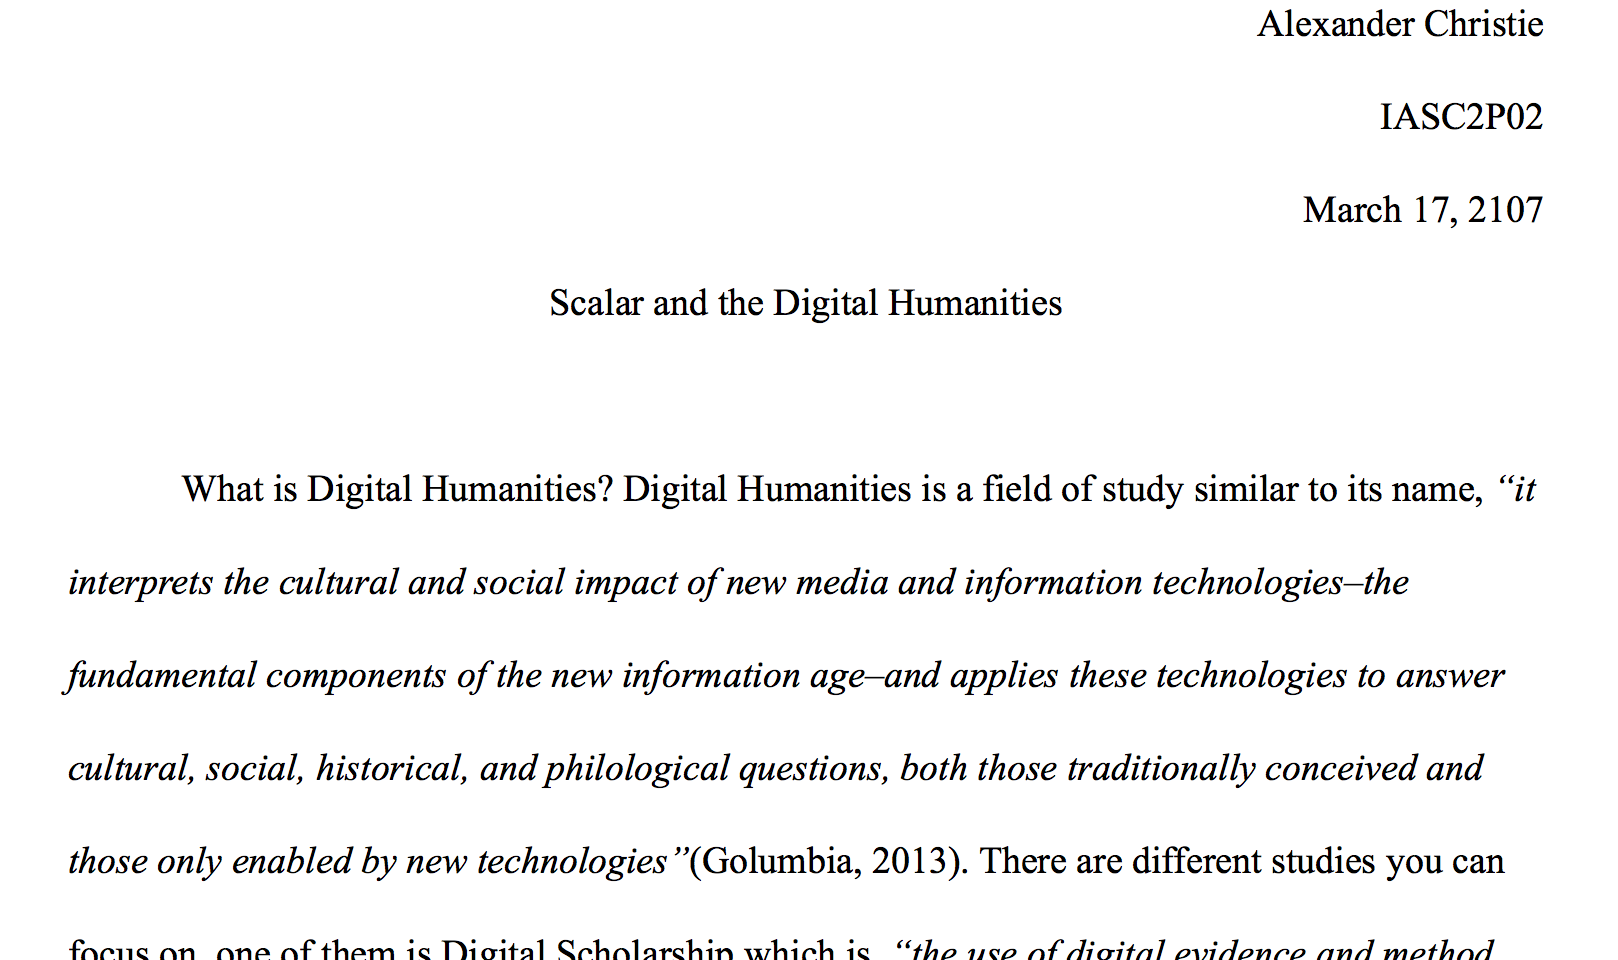 Alexander Christie
IASC2P02
March 17, 2107
Scalar and the Digital Humanities
What is Digital Humanities? Digital Humanities is a field of study similar to its name, “it
interprets the cultural and social impact of new media and information technologies–the
fundamental components of the new information age–and applies these technologies to answer
cultural, social, historical, and philological questions, both those traditionally conceived and
those only enabled by new technologies”(Golumbia, 2013). There are different studies you can
focus on, one of them is Digital Scholarship which is, “the use of digital evidence and method,